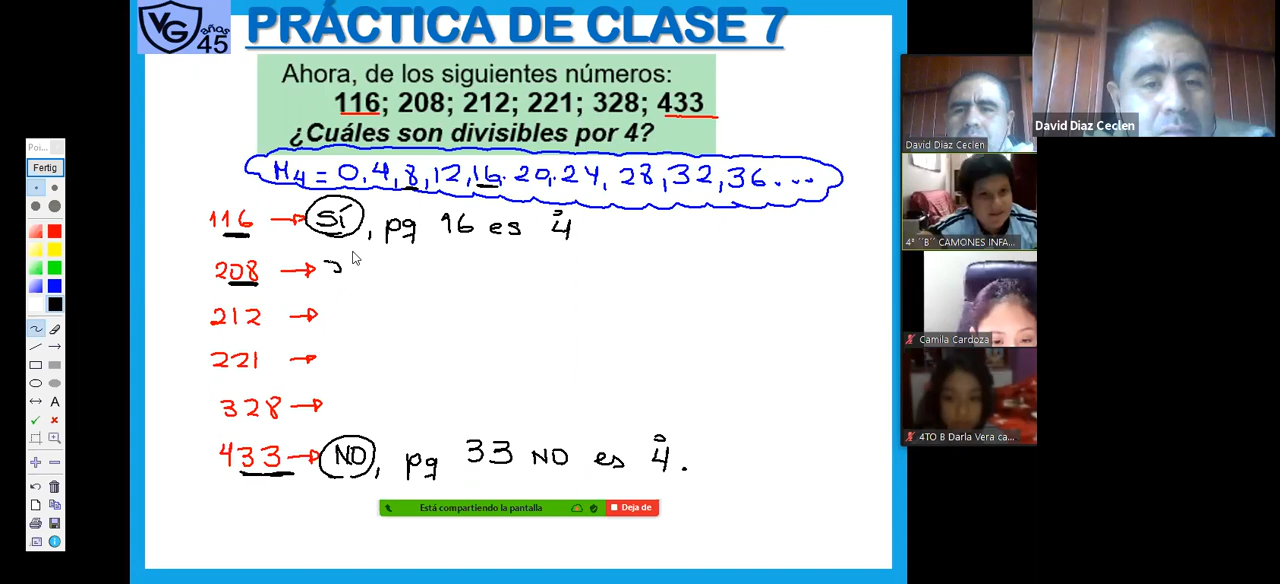 VG años 45
PRÁCTICA DE CLASE 7
Ahora, de los siguientes números:
116; 208; 212; 221; 328; 433
¿Cuáles son divisibles por 4?
M4 = 0,4,8,12,16.20.24,28,32,36...
116 → SÍ, pq 16 es 4̊
208 →
212 →
221 →
328 →
433 → NO, pq 33 NO es 4̊.
Poi...
Fertig
A
Está compartiendo la pantalla
Deja de
David Diaz Ceclen
David Diaz Ceclen
4° ¨B¨ CAMONES INFA...
Camila Cardoza
4TO B Darla Vera ca...